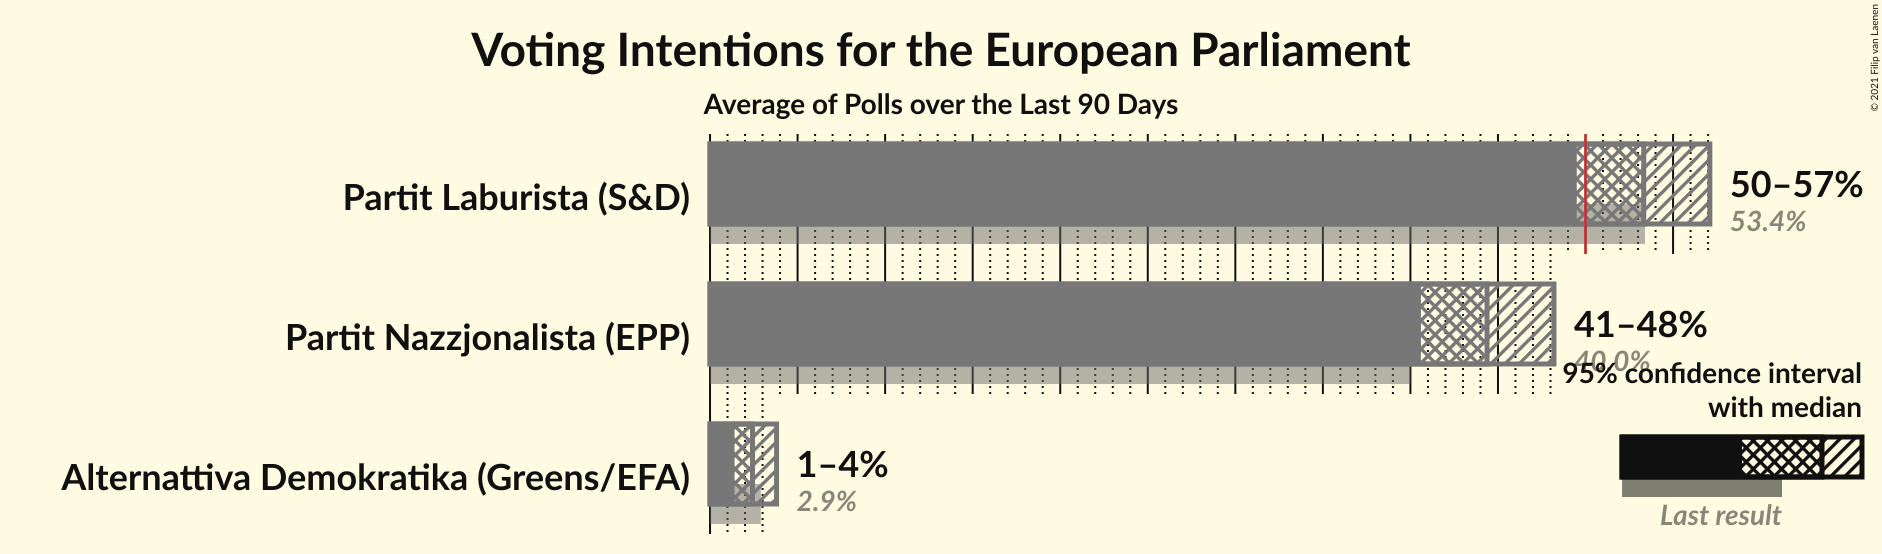 Voting Intentions for the European Parliament
Average of Polls over the Last 90 Days
© 2021 Filip van Laenen
Partit Laburista (S&D)
50–57%
53.4%
Partit Nazzjonalista (EPP)
41–48%
40.0%
95% confidence interval
with median
Alternattiva Demokratika (Greens/EFA)
1–4%
2.9%
Last result